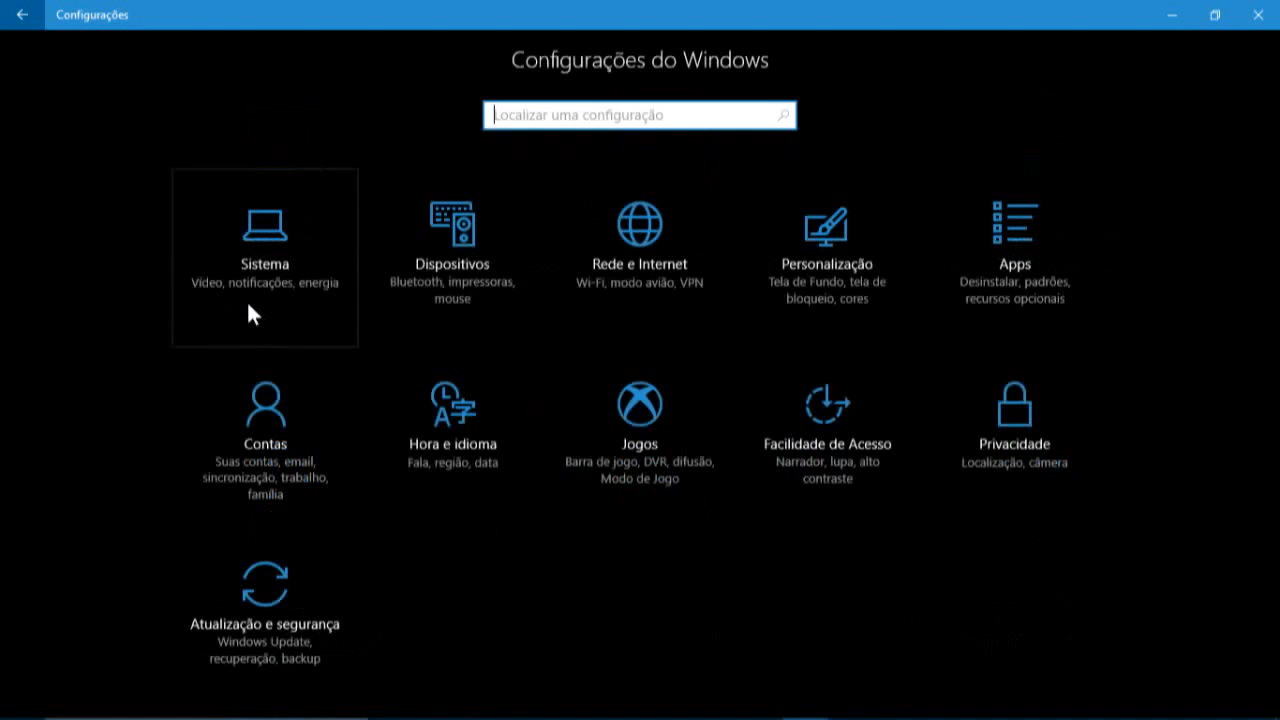 Configurações
Configurações do Windows
Localizar uma configuração
Sistema
Vídeo, notificações, energia
Dispositivos
Bluetooth, impressoras,
mouse
Rede e Internet
Wi-Fi, modo avião, VPN
Personalização
Tela de Fundo, tela de
bloqueio, cores
Apps
Desinstalar, padrões,
recursos opcionais
Contas
Suas contas, email,
sincronização, trabalho,
família
Hora e idioma
Fala, região, data
Jogos
Barra de jogo, DVR, difusão,
Modo de Jogo
Facilidade de Acesso
Narrador, lupa, alto
contraste
Privacidade
Localização, câmera
Atualização e segurança
Windows Update,
recuperação, backup